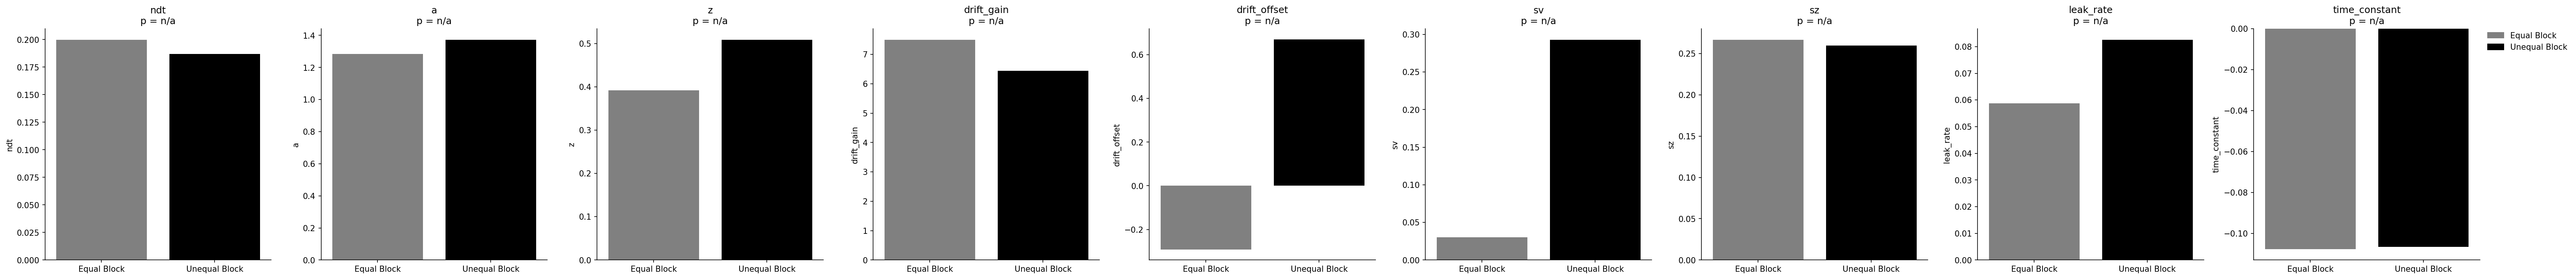 ndt
p = n/a
0.200
0.175
0.150
0.125
0.100
0.075
0.050
0.025
0.000
ndt
Equal Block
Unequal Block
a
p = n/a
1.4
1.2
1.0
0.8
0.6
0.4
0.2
0.0
a
Equal Block
Unequal Block
z
p = n/a
0.5
0.4
0.3
0.2
0.1
0.0
z
Equal Block
Unequal Block
drift_gain
p = n/a
7
6
5
4
3
2
1
0
drift_gain
Equal Block
Unequal Block
drift_offset
p = n/a
0.6
0.4
0.2
0.0
−0.2
drift_offset
Equal Block
Unequal Block
sv
p = n/a
0.30
0.25
0.20
0.15
0.10
0.05
0.00
sv
Equal Block
Unequal Block
sz
p = n/a
0.25
0.20
0.15
0.10
0.05
0.00
sz
Equal Block
Unequal Block
leak_rate
p = n/a
0.08
0.07
0.06
0.05
0.04
0.03
0.02
0.01
0.00
leak_rate
Equal Block
Unequal Block
time_constant
p = n/a
0.00
−0.02
−0.04
−0.06
−0.08
−0.10
time_constant
Equal Block
Unequal Block
Equal Block
Unequal Block